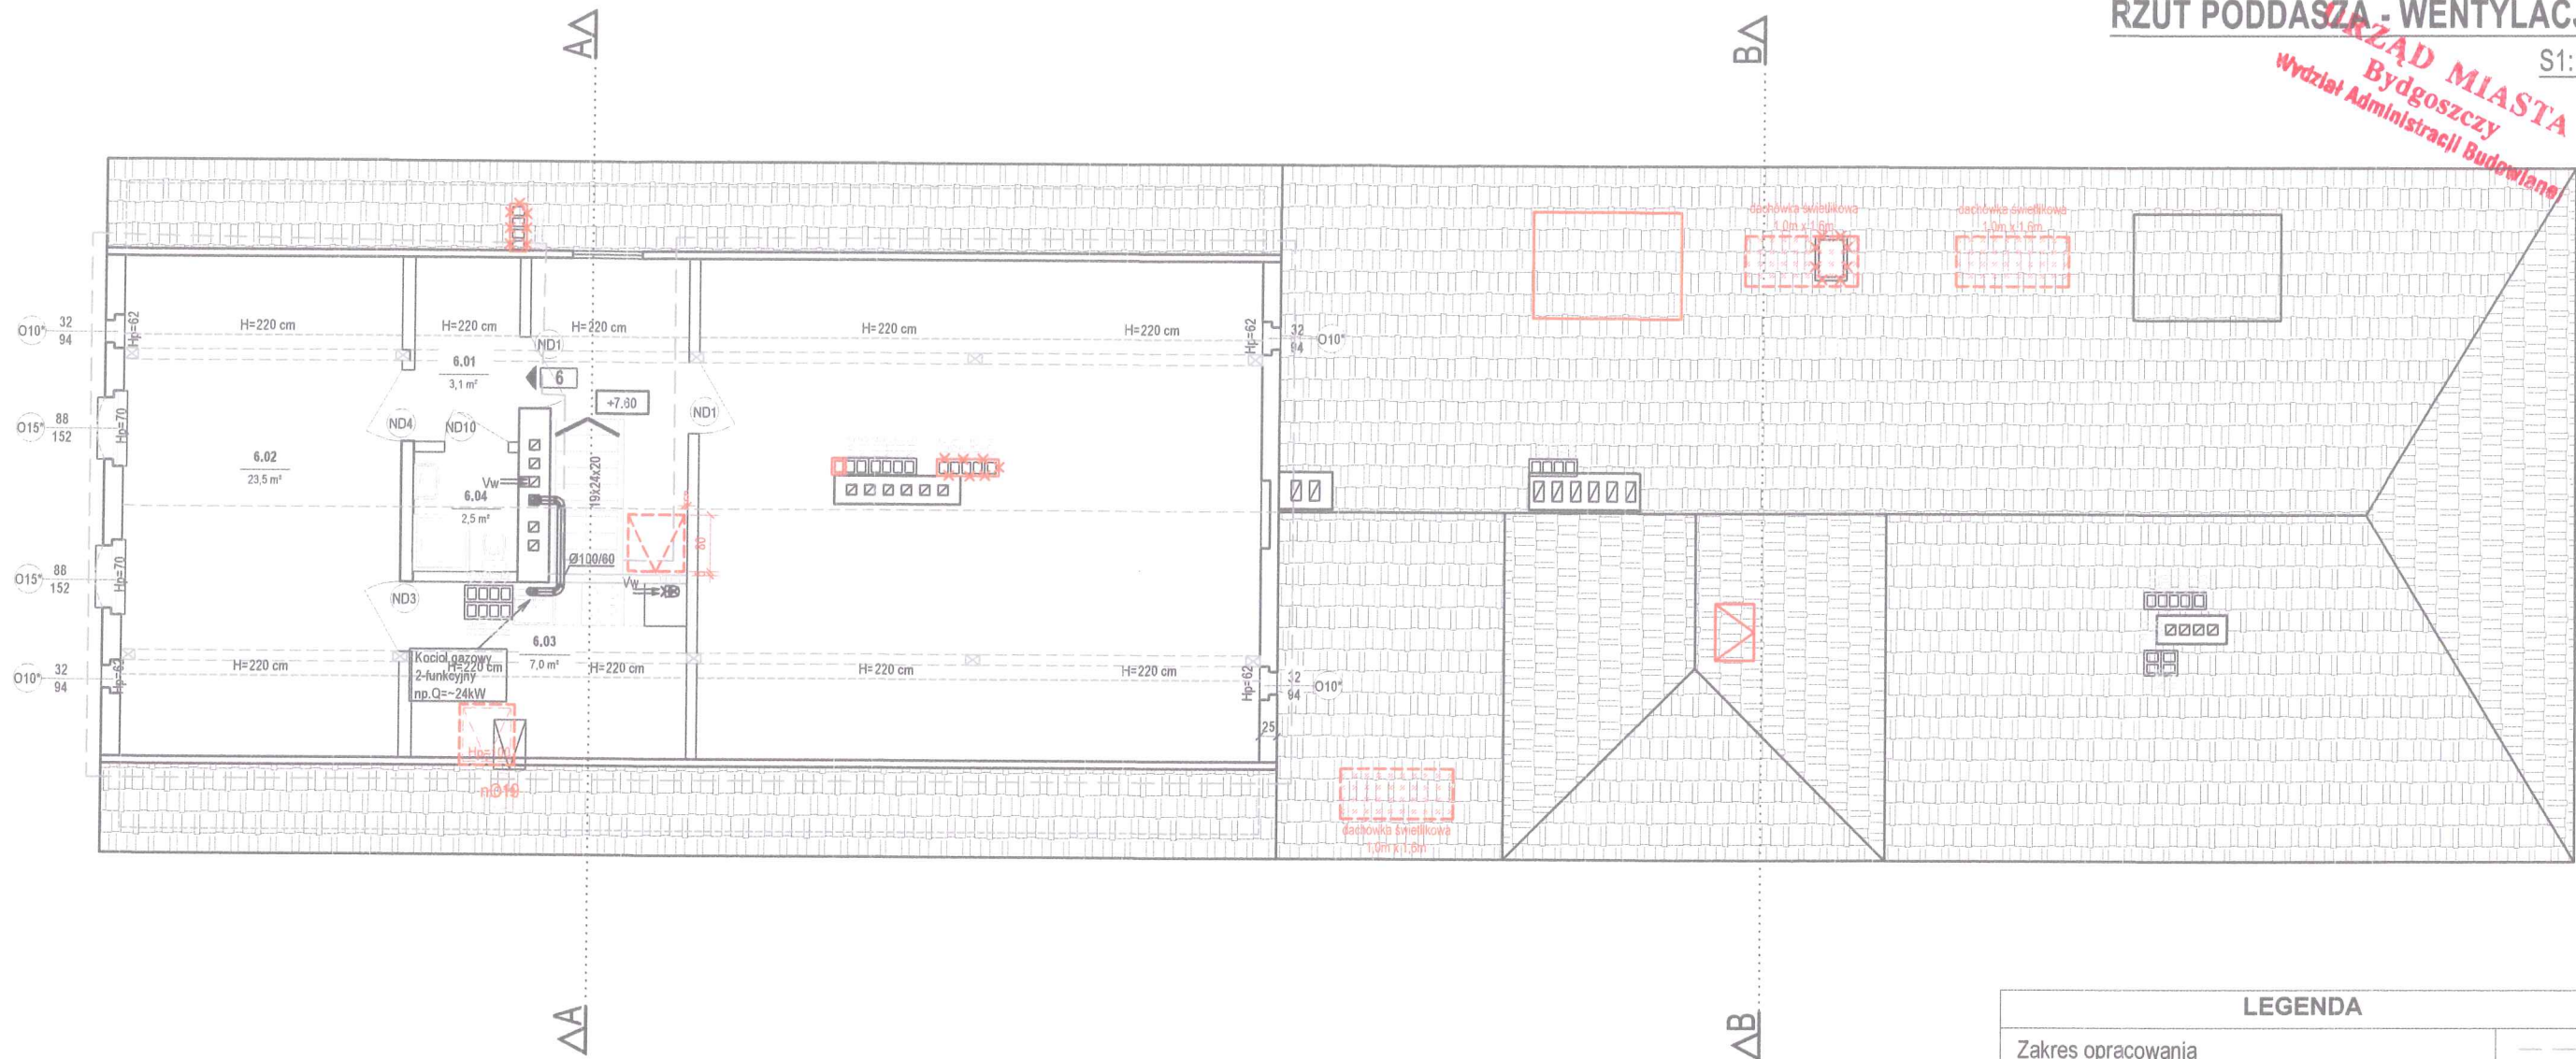 RZUT PODDASZA - WENTYLACJ
S1:
URZĄD MIASTA
Bydgoszczy
Wydział Administracji Budowlanej
A
B
dachówka świetlikowa
1,0m x 1,6m
dachówka świetlikowa
1,0m x 1,6m
O10*
32
94
Hp=62
H=220 cm
H=220 cm
H=220 cm
H=220 cm
H=220 cm
Hp=62
32
94
O10*
ND1
6.01
3,1 m²
6
+7.60
ND1
O15*
88
152
Hp=70
ND4
ND10
6.02
23,5 m²
Vw
6.04
2,5 m²
19x24x20
80
Ø100/60
O15*
88
152
Hp=70
ND3
Vw
6.03
7,0 m²
O10*
32
94
Hp=62
H=220 cm
H=220 cm
H=220 cm
H=220 cm
H=220 cm
Hp=62
32
94
O10*
Kocioł gazowy
2-funkcyjny
np.Q=~24kW
25
Hp=100
dachówka świetlikowa
1,0m x 1,6m
A
B
LEGENDA
Zakres opracowania